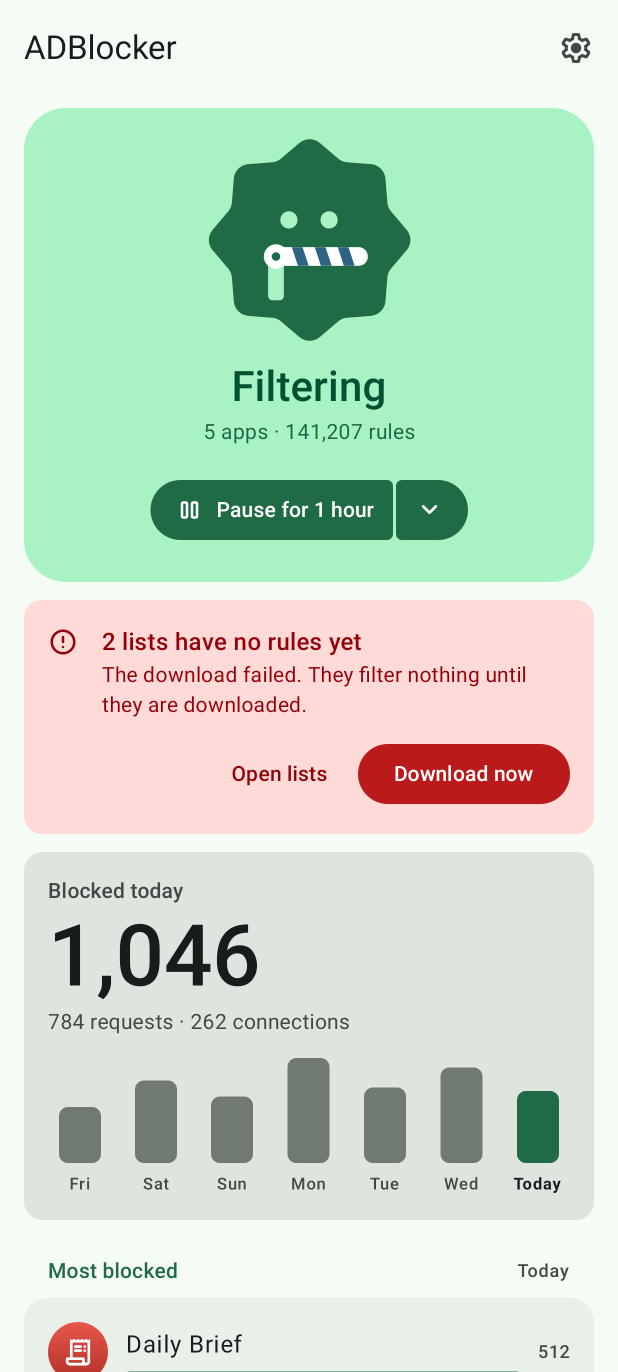 ADBlocker
Filtering
5 apps · 141,207 rules
Pause for 1 hour
2 lists have no rules yet
The download failed. They filter nothing until
they are downloaded.
Open lists
Download now
Blocked today
1,046
784 requests · 262 connections
Fri Sat Sun Mon Tue Wed Today
Most blocked
Today
Daily Brief
512